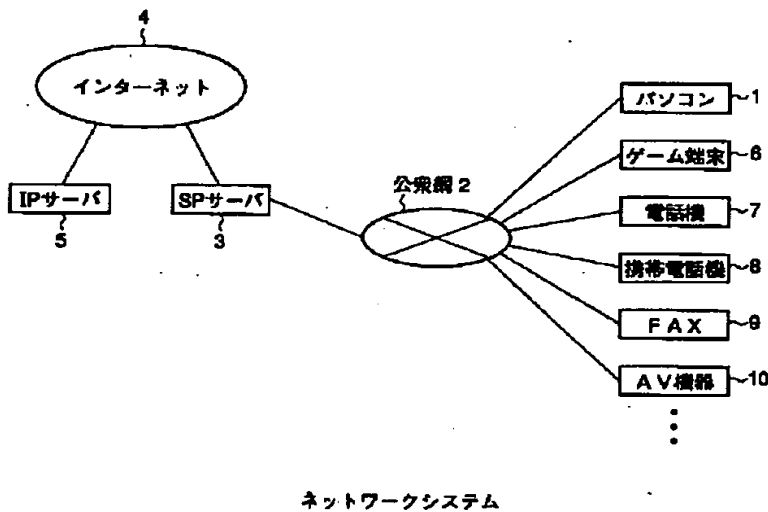 4
インターネット
IPサーバ
5
SPサーバ
3
公衆網2
パソコン 1
ゲーム端末 6
電話機 7
携帯電話機 8
FAX 9
AV機器 10
ネットワークシステム